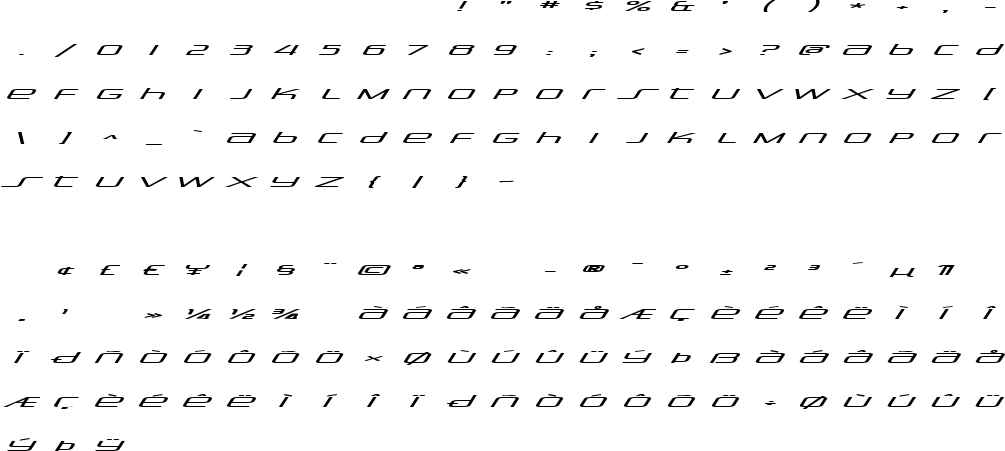 ! " # $ % & ' ( ) * + , -
. / 0 1 2 3 4 5 6 7 8 9 : ; < = > ? @ a b c d
e F G h I J K L M n O P O r S t U V W X Y Z [
\ ] ^ _ ` a b c d e F G h I J K L M n O P O r
S t U V W X Y Z { | } -
¢ £ € ¥ ¦ § ¨ © ª « - ® ¯ ° ± ² ³ ´ µ ¶
¸ ¹ » ¼ ½ ¾ À Á Â Ã Ä Å Æ Ç È É Ê Ë Ì Í Î
Ï Ð Ñ Ò Ó Ô Õ Ö × Ø Ù Ú Û Ü Ý Þ ß à á â ã ä å
æ ç è é ê ë ì í î ï ð ñ ò ó ô õ ö ÷ ø ù ú û ü
ý þ ÿ